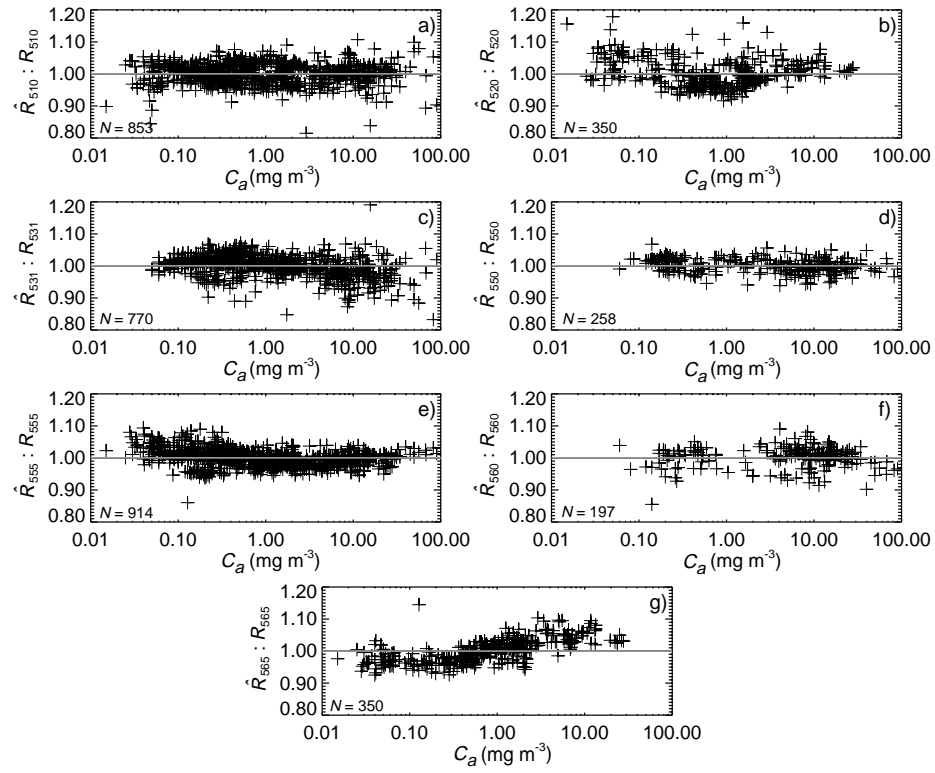 a)
1.20
1.10
1.00
0.90
0.80
R̂510 : R510
N = 853
0.01 0.10 1.00 10.00 100.00
Ca (mg m-3)
b)
1.20
1.10
1.00
0.90
0.80
R̂520 : R520
N = 350
0.01 0.10 1.00 10.00 100.00
Ca (mg m-3)
c)
1.20
1.10
1.00
0.90
0.80
R̂531 : R531
N = 770
0.01 0.10 1.00 10.00 100.00
Ca (mg m-3)
d)
1.20
1.10
1.00
0.90
0.80
R̂550 : R550
N = 258
0.01 0.10 1.00 10.00 100.00
Ca (mg m-3)
e)
1.20
1.10
1.00
0.90
0.80
R̂555 : R555
N = 914
0.01 0.10 1.00 10.00 100.00
Ca (mg m-3)
f)
1.20
1.10
1.00
0.90
0.80
R̂560 : R560
N = 197
0.01 0.10 1.00 10.00 100.00
Ca (mg m-3)
g)
1.20
1.10
1.00
0.90
0.80
R̂565 : R565
N = 350
0.01 0.10 1.00 10.00 100.00
Ca (mg m-3)